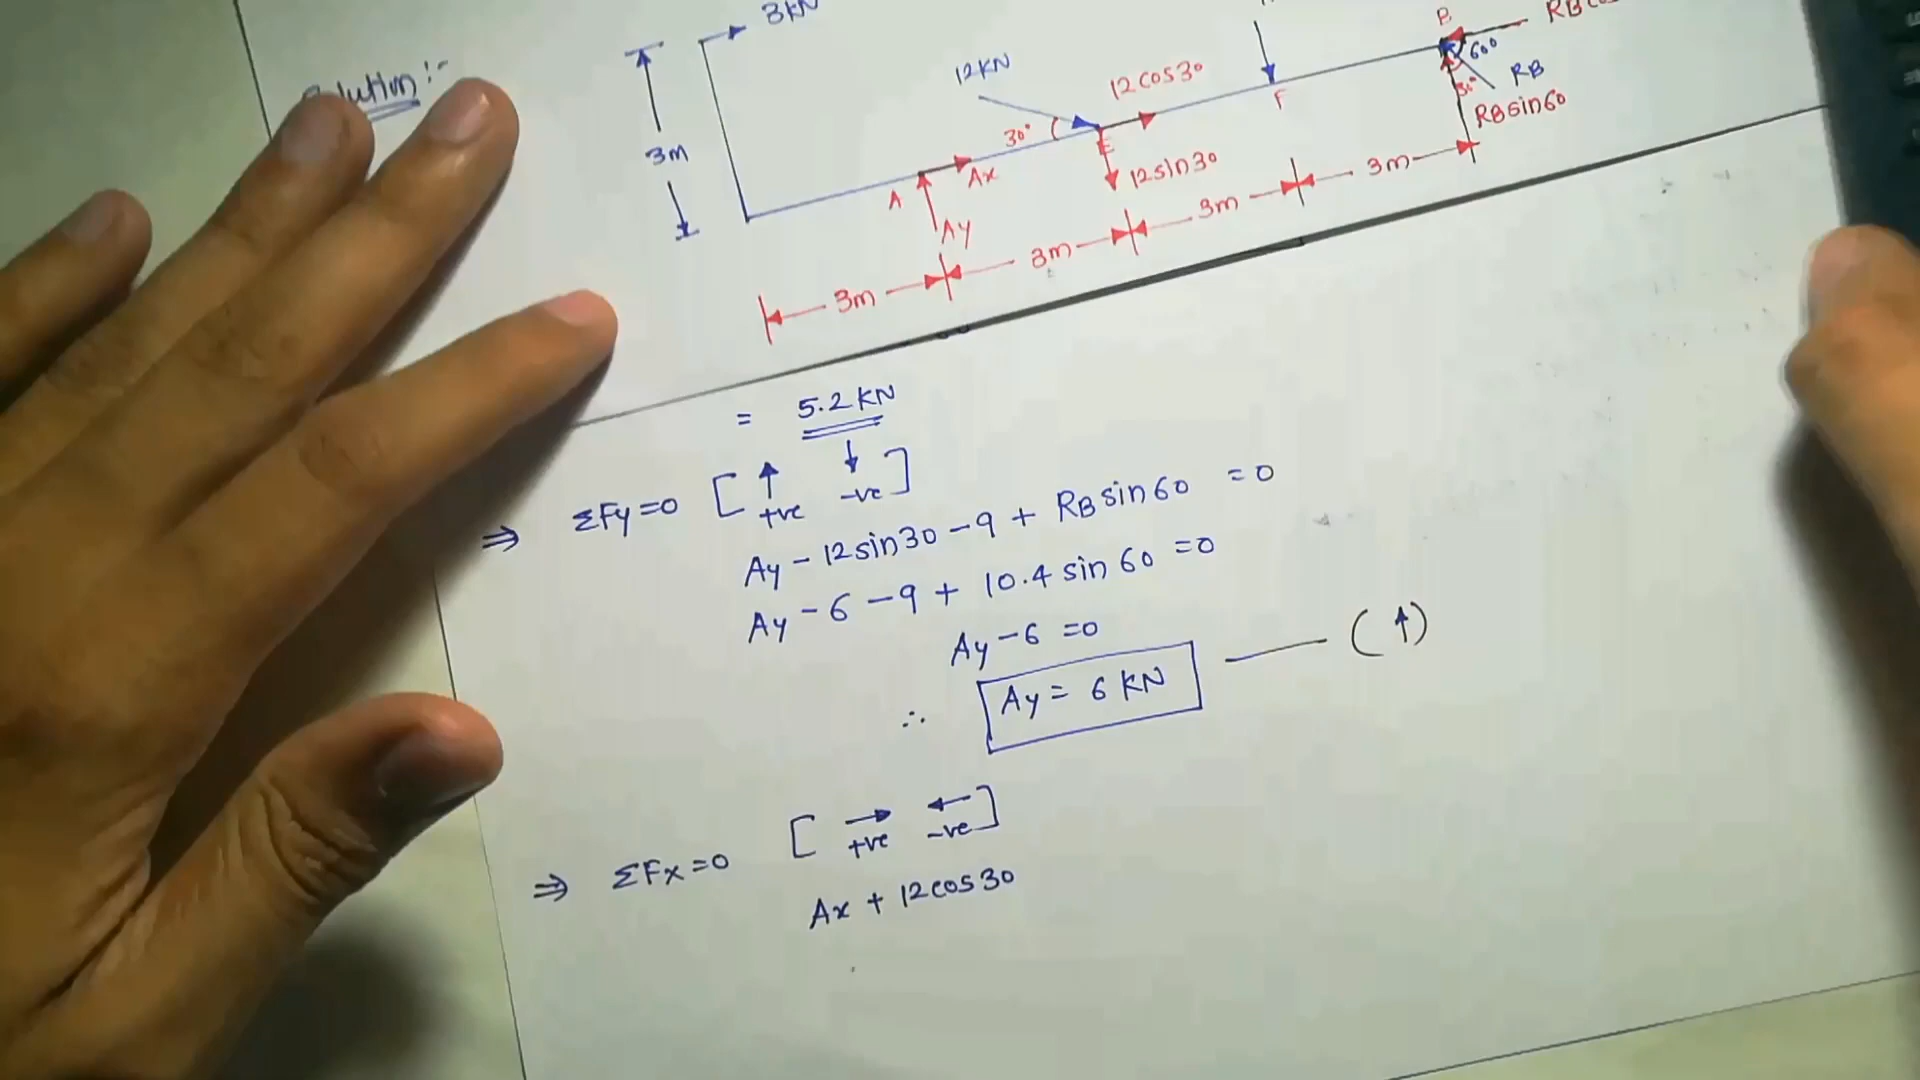 Solution :-
3KN
3m
12KN
12cos30
30°
E
12sin30
A
Ax
Ay
F
B
60°
30°
RB
RBsin60
3m
3m
3m
3m
= 5.2 KN
⇒ ΣFy=0 [ ↑ +ve ↓ -ve ]
Ay - 12sin30 - 9 + RB sin60 = 0
Ay - 6 - 9 + 10.4 sin 60 = 0
Ay - 6 = 0
∴ Ay = 6 KN — (↑)
⇒ ΣFx=0 [ → +ve ← -ve ]
Ax + 12cos30